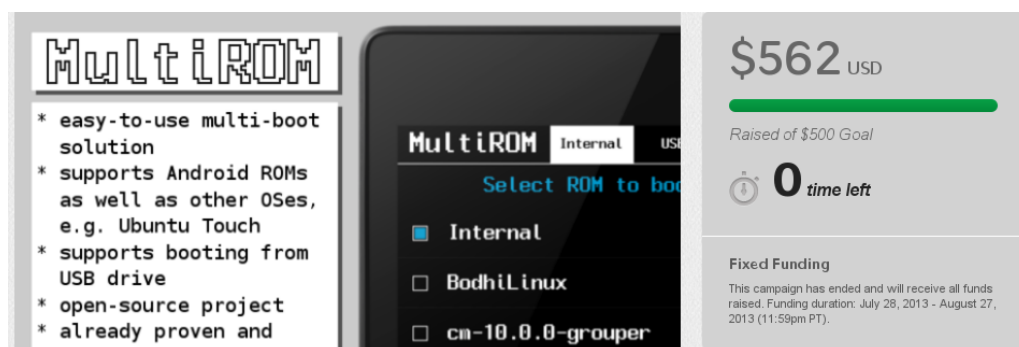 MultiROM
* easy-to-use multi-boot
solution
* supports Android ROMs
as well as other OSes,
e.g. Ubuntu Touch
* supports booting from
USB drive
* open-source project
* already proven and
MultiROM Internal USB
Select ROM to boo
Internal
BodhiLinux
cm-10.0.0-grouper
$562 USD
Raised of $500 Goal
0 time left
Fixed Funding
This campaign has ended and will receive all funds
raised. Funding duration: July 28, 2013 - August 27,
2013 (11:59pm PT).